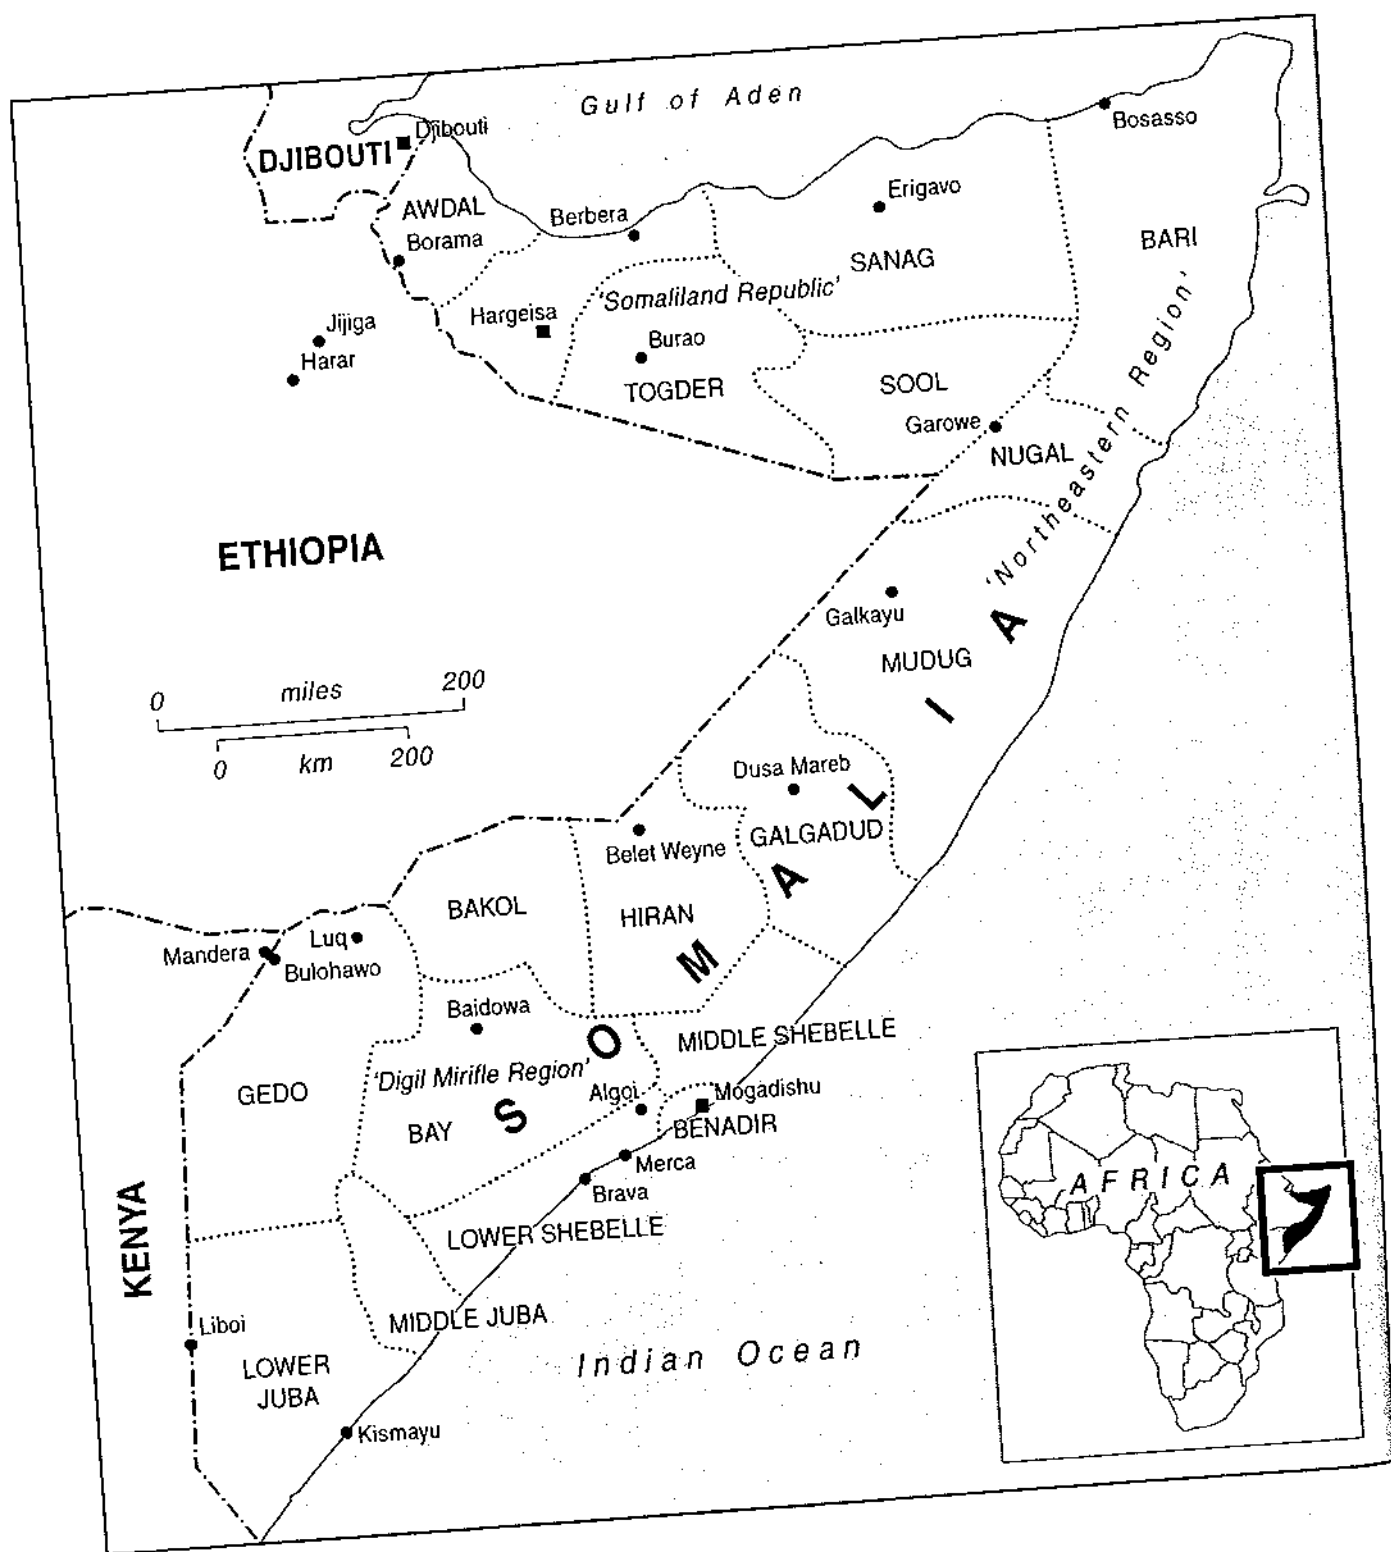 Gulf of Aden
Bosasso
Djibouti
DJIBOUTI
AWDAL
Berbera
Erigavo
Borama
SANAG
BARI
'Somaliland Republic'
Hargeisa
Jijiga
Harar
Burao
TOGDER
SOOL
Garowe
NUGAL
'Northeastern Region'
ETHIOPIA
Galkayu
MUDUG
0 miles 200
0 km 200
Dusa Mareb
GALGADUD
Belet Weyne
BAKOL
HIRAN
Mandera
Luq
Bulohawo
Baidowa
SOMALIA
MIDDLE SHEBELLE
GEDO
'Digil Mirifle Region'
Algoi
Mogadishu
BAY
BENADIR
Merca
Brava
AFRICA
KENYA
LOWER SHEBELLE
Liboi
MIDDLE JUBA
LOWER
JUBA
Indian Ocean
Kismayu